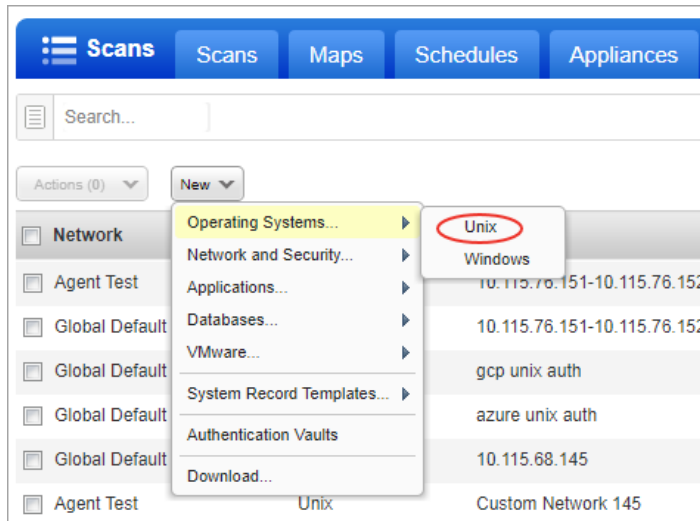 Scans Scans Maps Schedules Appliances
Search...
Actions (0) New
Operating Systems... Unix
Network
Network and Security... Windows
Agent Test Applications... 10.115.76.151-10.115.76.152
Global Default Databases... 10.115.76.151-10.115.76.152
VMware...
Global Default gcp unix auth
System Record Templates...
Global Default azure unix auth
Authentication Vaults
Global Default 10.115.68.145
Download...
Agent Test Unix Custom Network 145